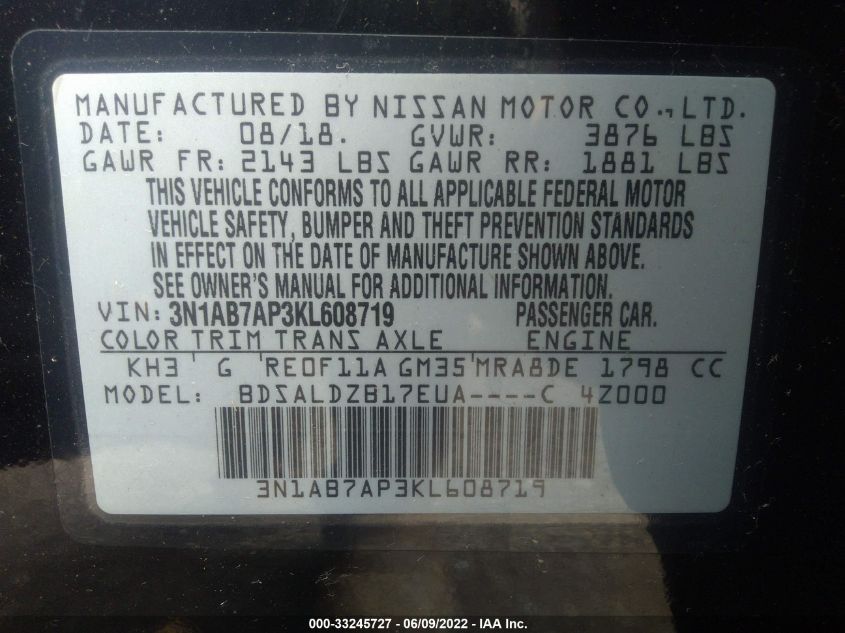 MANUFACTURED BY NISSAN MOTOR CO., LTD.
DATE: 08/18. GVWR: 3876 LBS
GAWR FR: 2143 LBS GAWR RR: 1881 LBS
THIS VEHICLE CONFORMS TO ALL APPLICABLE FEDERAL MOTOR
VEHICLE SAFETY, BUMPER AND THEFT PREVENTION STANDARDS
IN EFFECT ON THE DATE OF MANUFACTURE SHOWN ABOVE.
SEE OWNER'S MANUAL FOR ADDITIONAL INFORMATION.
VIN: 3N1AB7AP3KL608719 PASSENGER CAR.
COLOR TRIM TRANS AXLE ENGINE
KH3 G RE0F11A GM35 MRA8DE 1798 CC
MODEL: BDSALDZB17EUA----C 4Z000
3N1AB7AP3KL608719
000-33245727 - 06/09/2022 - IAA Inc.